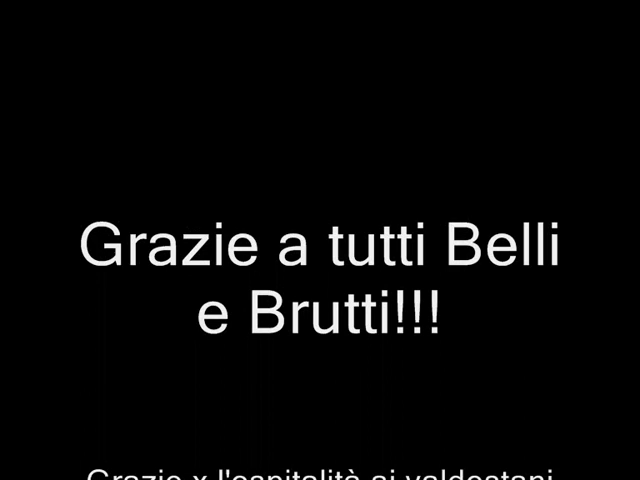 Grazie a tutti Belli
e Brutti!!!
Grazie x l'ospitalità ai valdostani